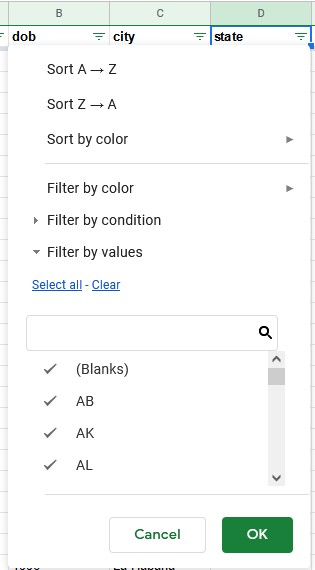 B C D
dob city state
Sort A → Z
Sort Z → A
Sort by color
Filter by color
Filter by condition
Filter by values
Select all - Clear
(Blanks)
AB
AK
AL
Cancel OK